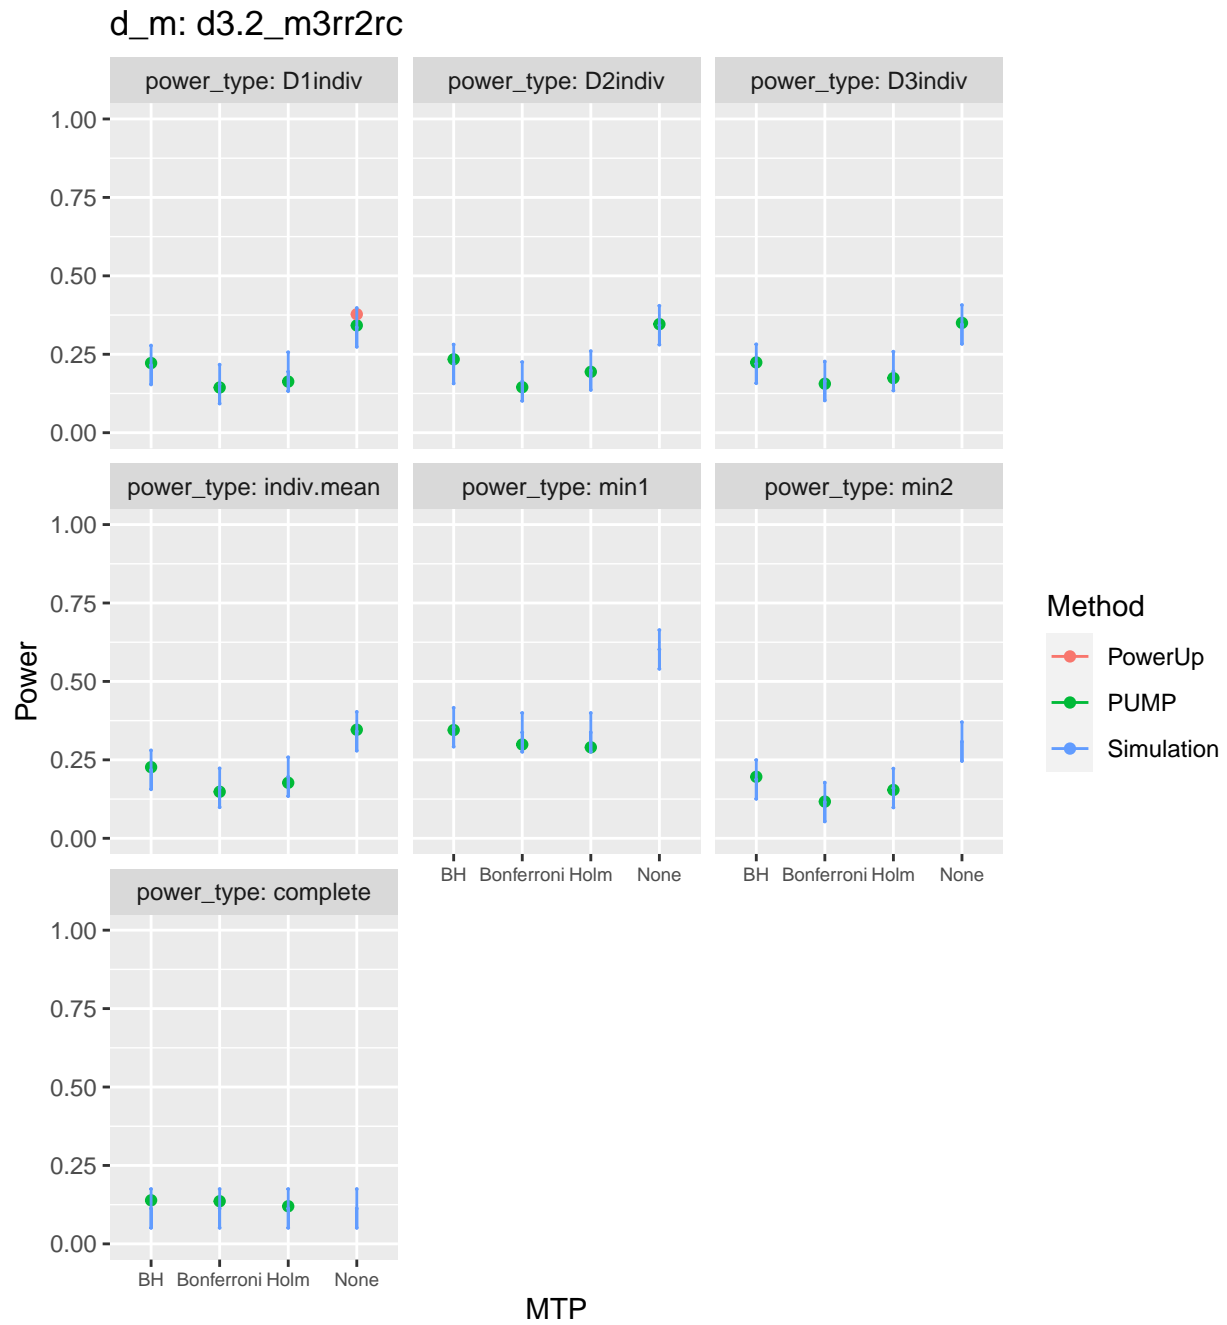 d_m: d3.2_m3rr2rc
power_type: D1indiv
power_type: D2indiv
power_type: D3indiv
1.00
0.75
0.50
0.25
0.00
power_type: indiv.mean
power_type: min1
power_type: min2
1.00
0.75
0.50
0.25
0.00
BH Bonferroni Holm None
BH Bonferroni Holm None
power_type: complete
1.00
0.75
0.50
0.25
0.00
BH Bonferroni Holm None
Power
MTP
Method
PowerUp
PUMP
Simulation